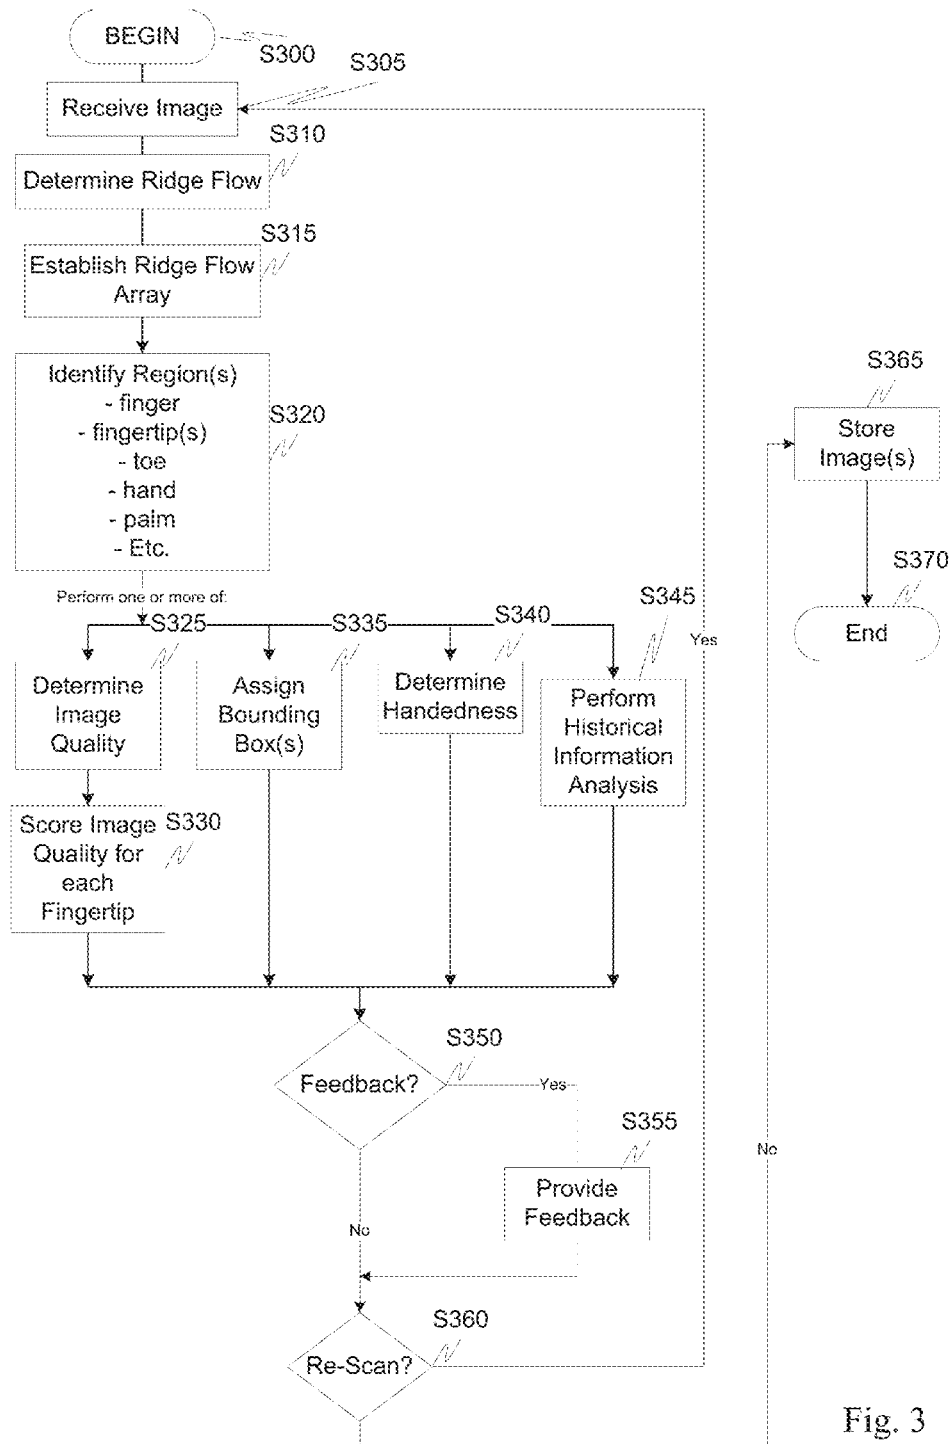 BEGIN
S300
S305
Receive Image
S310
Determine Ridge Flow
S315
Establish Ridge Flow
Array
Identify Region(s)
- finger
- fingertip(s)
- toe
- hand
- palm
- Etc.
S320
S365
Store
Image(s)
S370
End
Perform one or more of:
S325
S335
S340
S345
Yes
Determine
Image
Quality
Assign
Bounding
Box(s)
Determine
Handedness
Perform
Historical
Information
Analysis
Score Image
Quality for
each
Fingertip
S330
S350
Feedback?
Yes
S355
Provide
Feedback
No
No
S360
Re-Scan?
Fig. 3